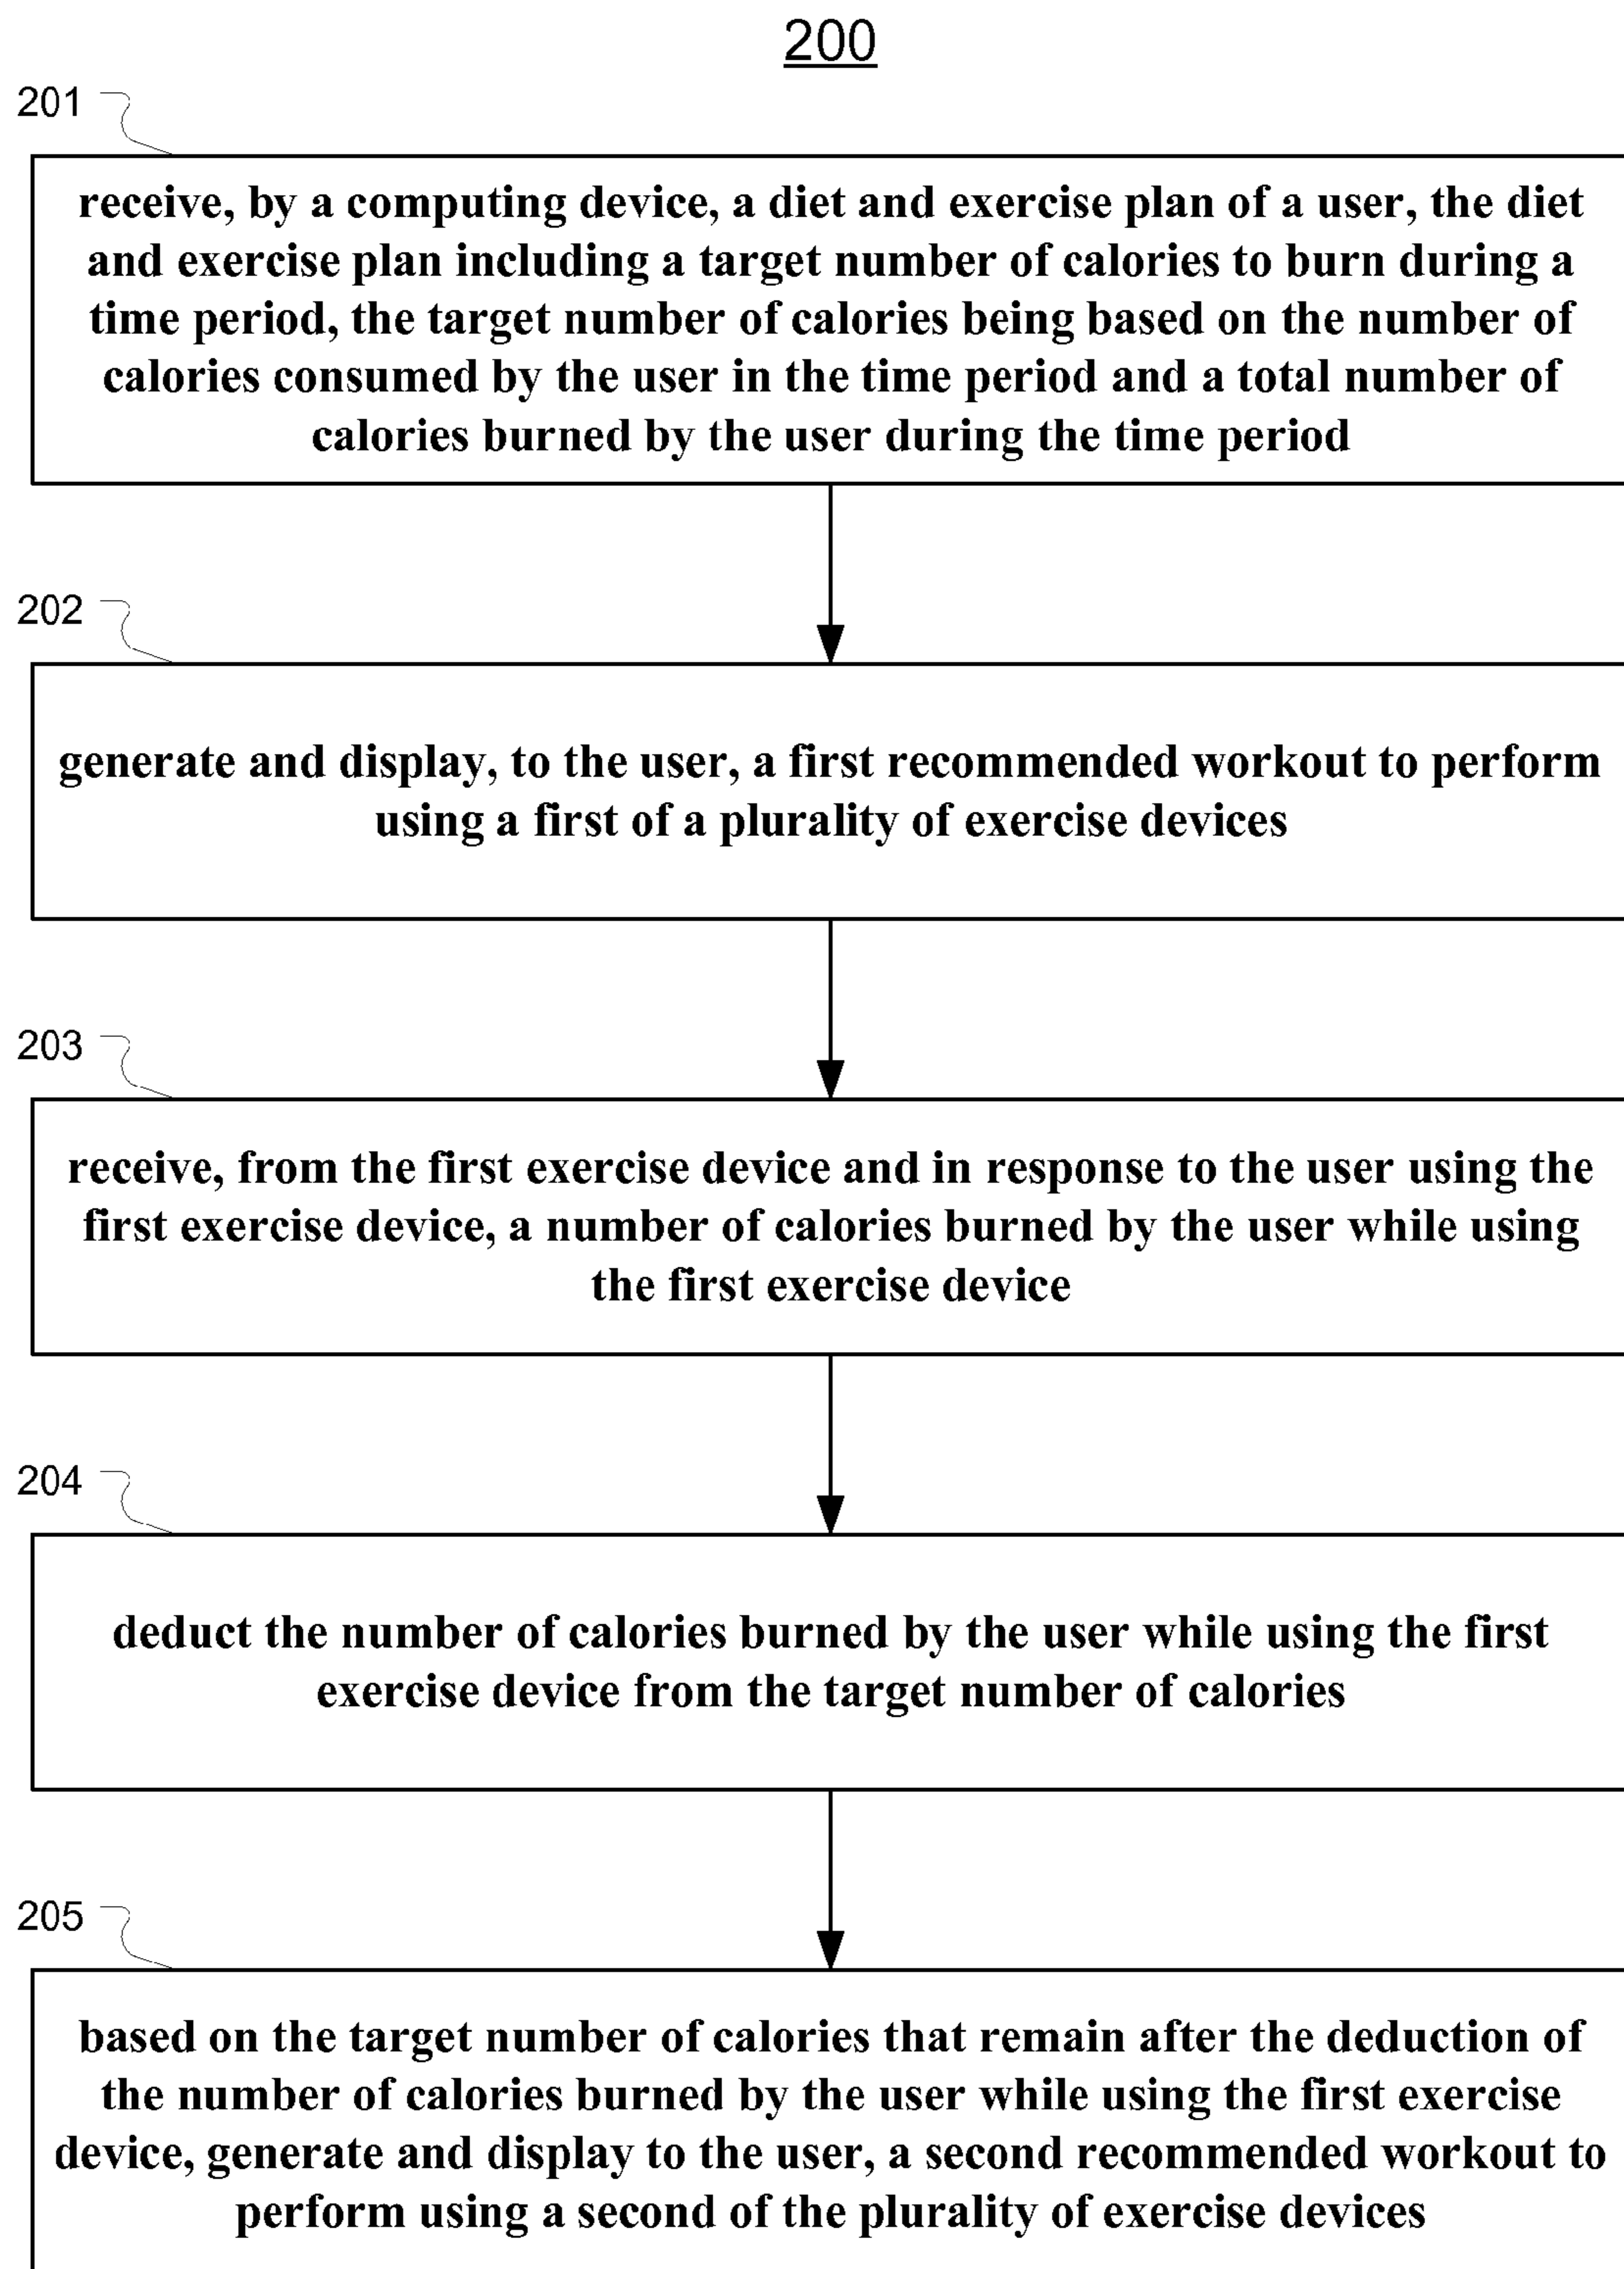 200
201
receive, by a computing device, a diet and exercise plan of a user, the diet
and exercise plan including a target number of calories to burn during a
time period, the target number of calories being based on the number of
calories consumed by the user in the time period and a total number of
calories burned by the user during the time period
202
generate and display, to the user, a first recommended workout to perform
using a first of a plurality of exercise devices
203
receive, from the first exercise device and in response to the user using the
first exercise device, a number of calories burned by the user while using
the first exercise device
204
deduct the number of calories burned by the user while using the first
exercise device from the target number of calories
205
based on the target number of calories that remain after the deduction of
the number of calories burned by the user while using the first exercise
device, generate and display to the user, a second recommended workout to
perform using a second of the plurality of exercise devices